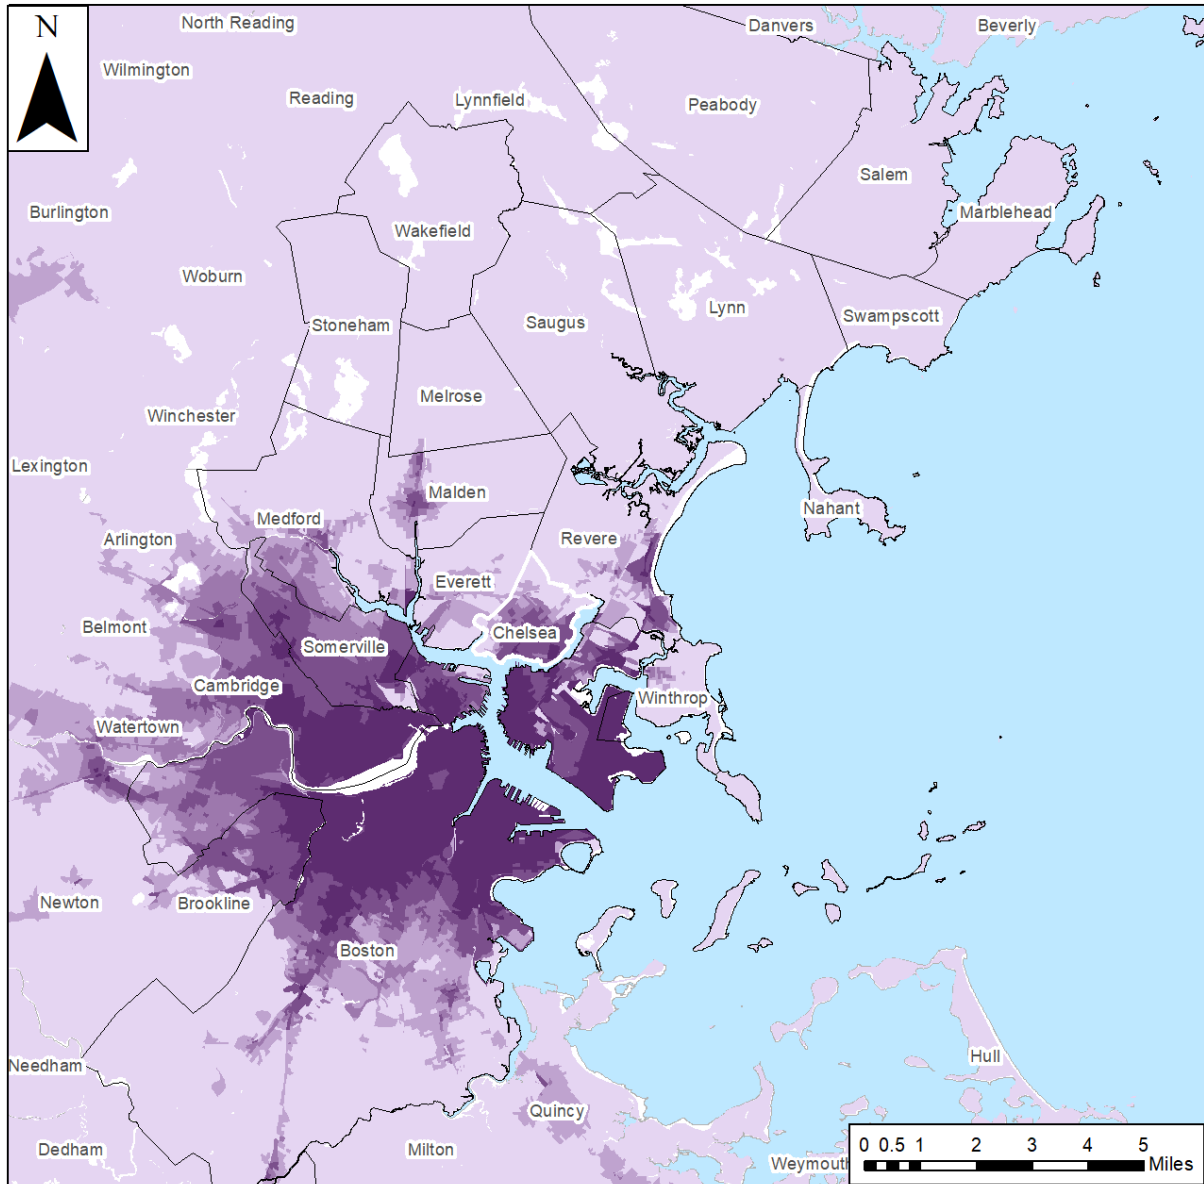 N
North Reading
Danvers
Beverly
Wilmington
Reading
Lynnfield
Peabody
Salem
Burlington
Marblehead
Wakefield
Woburn
Lynn
Swampscott
Stoneham
Saugus
Melrose
Winchester
Lexington
Malden
Nahant
Medford
Arlington
Revere
Everett
Belmont
Chelsea
Somerville
Cambridge
Winthrop
Watertown
Newton
Brookline
Boston
Hull
Needham
Quincy
Dedham
Milton
Weymouth
0 0.5 1 2 3 4 5
Miles